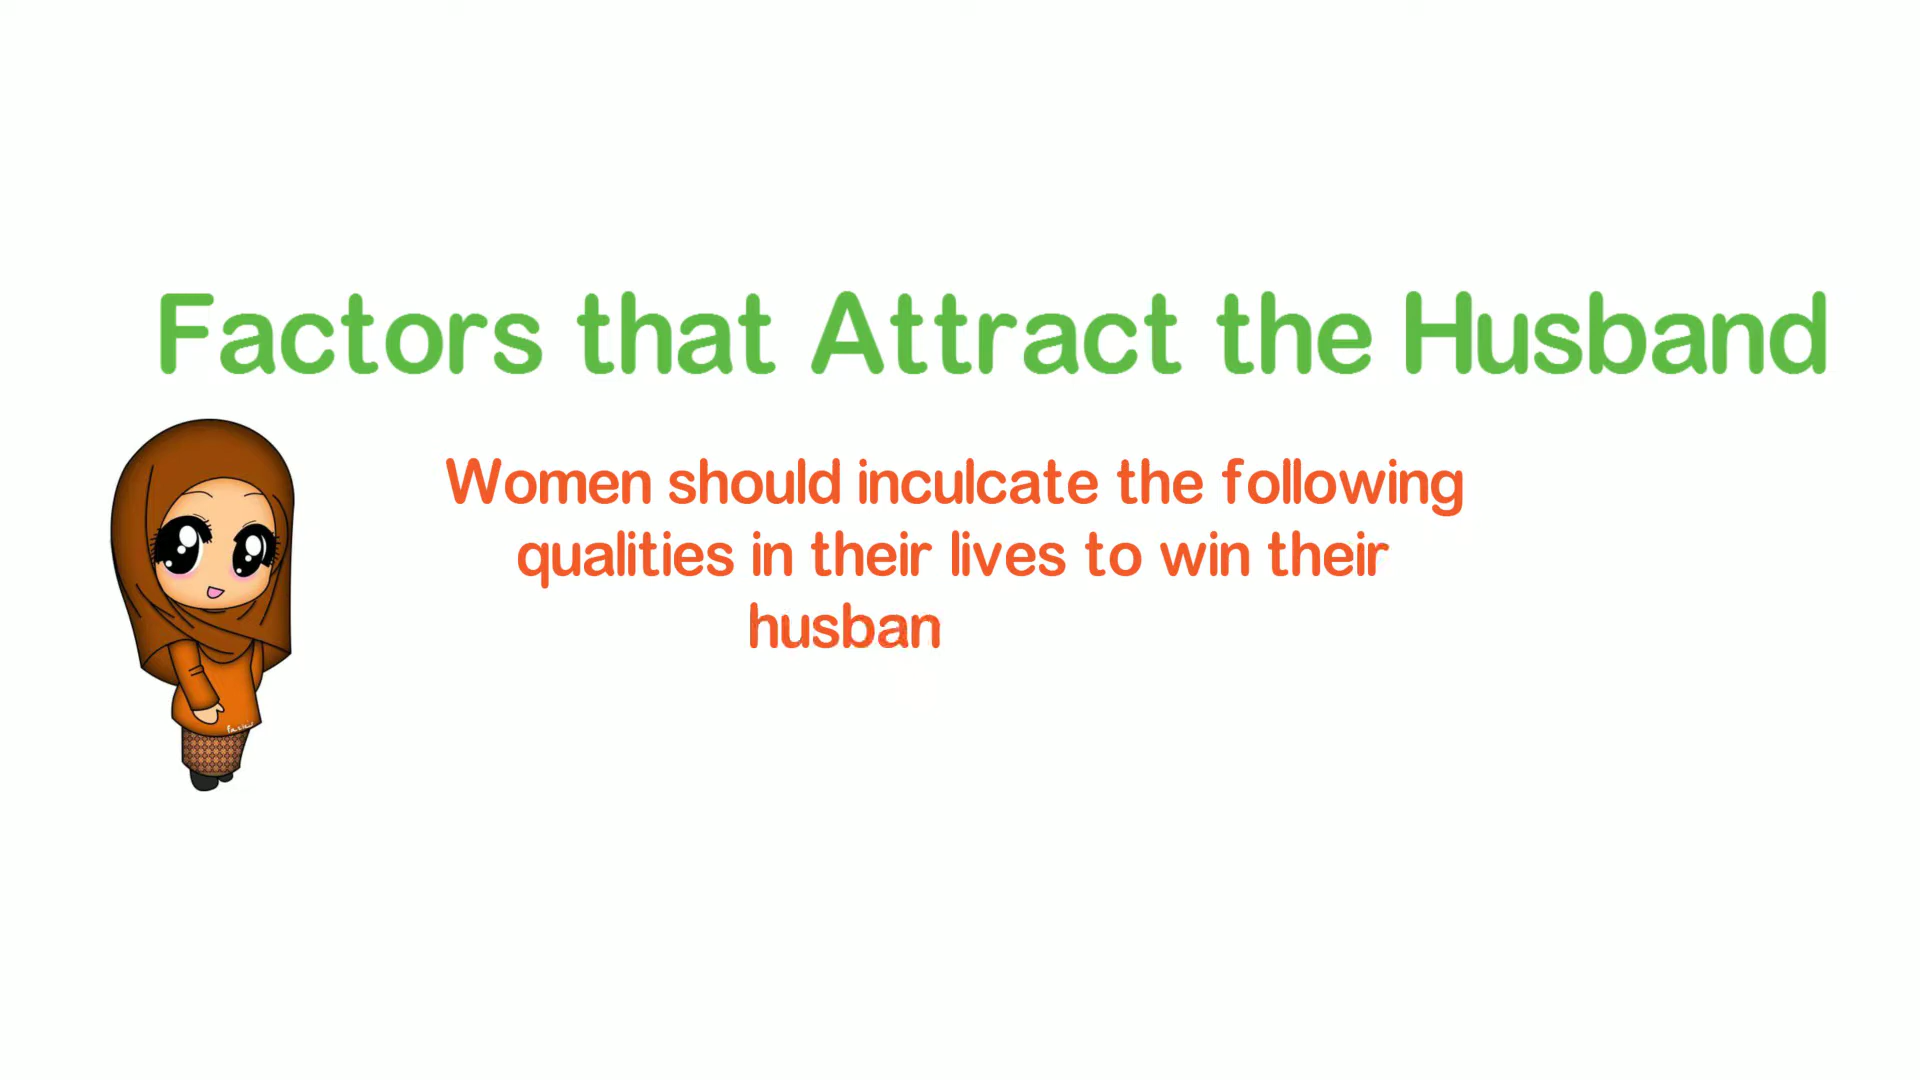 Factors that Attract the Husband
Women should inculcate the following
qualities in their lives to win their
husban